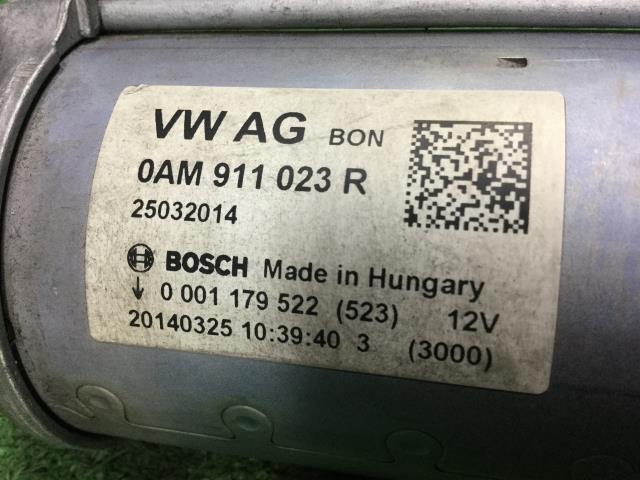 VW AG BON
0AM 911 023 R
25032014
BOSCH Made in Hungary
↓ 0 001 179 522 (523) 12V
20140325 10:39:40 3 (3000)